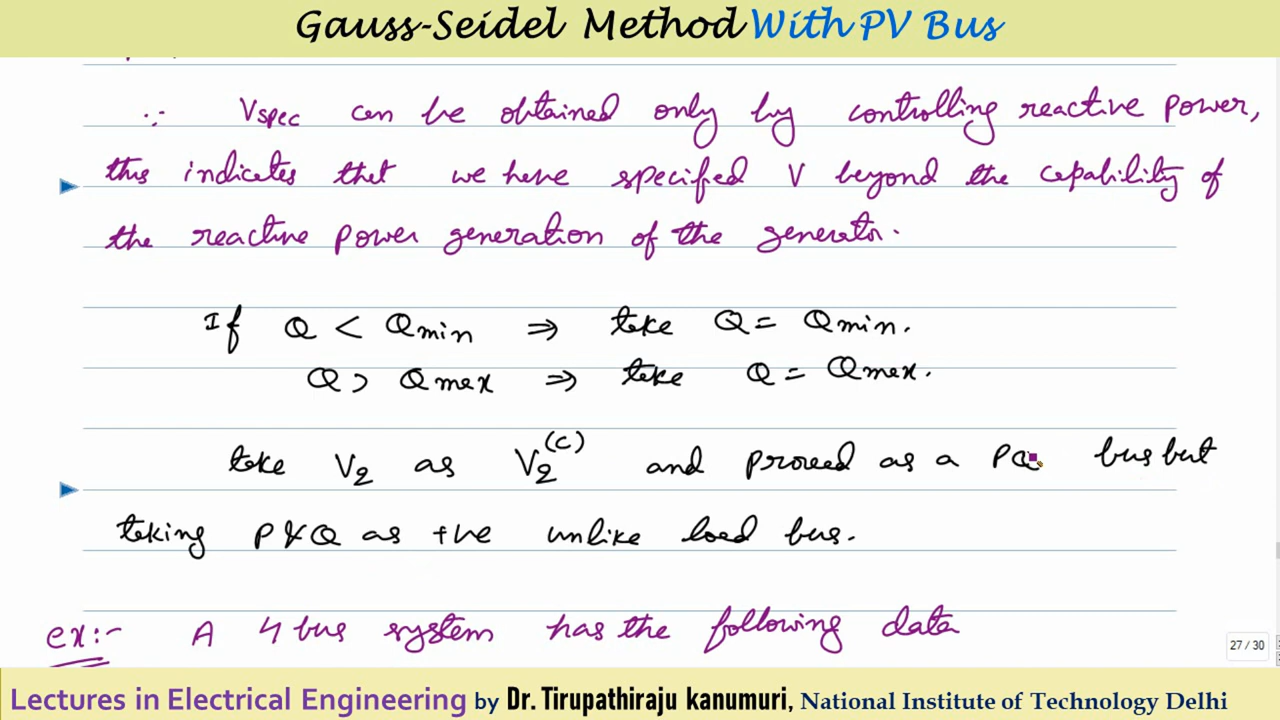 Gauss-Seidel Method With PV Bus
∵ Vspec can be obtained only by controlling reactive power,
this indicates that we have specified V beyond the capability of
the reactive power generation of the generator.
If Q < Qmin ⇒ take Q = Qmin.
Q > Qmax ⇒ take Q = Qmax.
take V2 as V2^(C) and proceed as a PQ bus but
taking P & Q as +ve unlike load bus.
ex:- A 4 bus system has the following data
27 / 30
Lectures in Electrical Engineering by Dr. Tirupathiraju kanumuri, National Institute of Technology Delhi